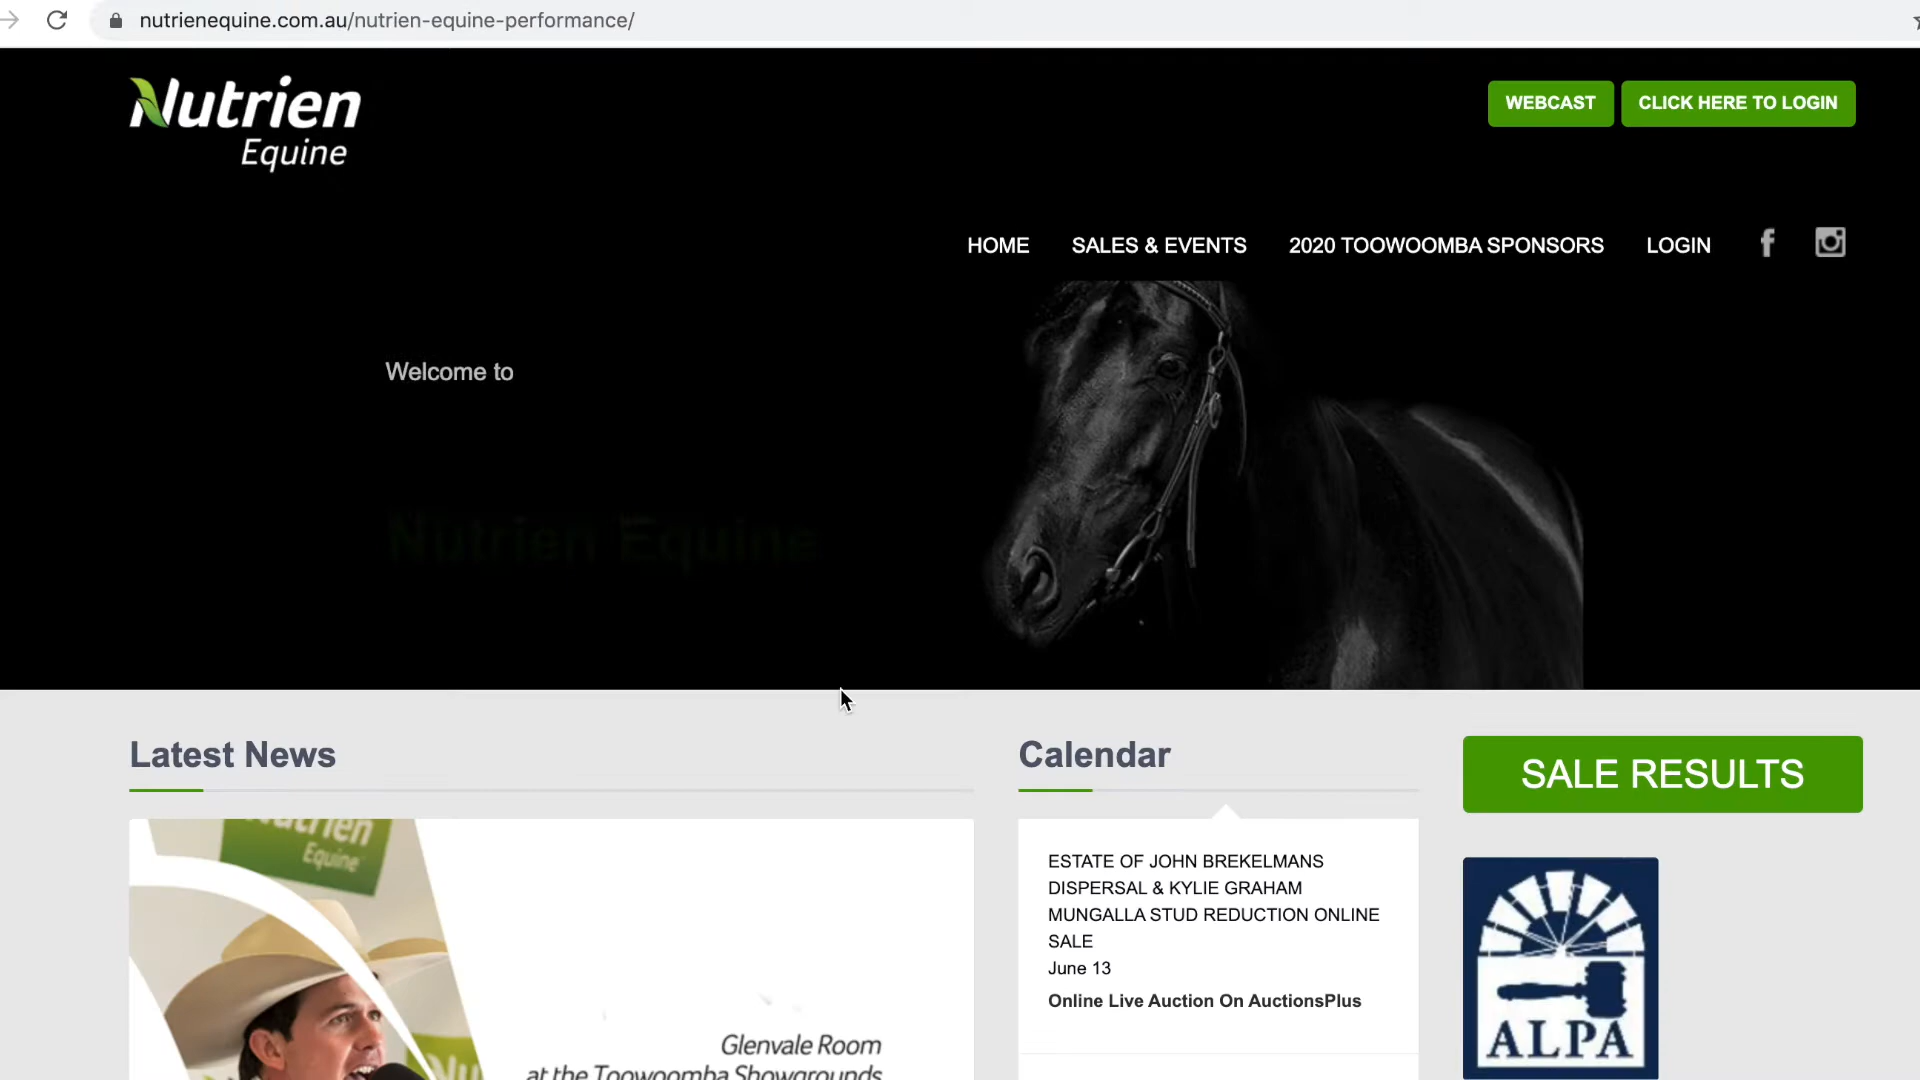 nutrienequine.com.au/nutrien-equine-performance/
Nutrien
Equine
WEBCAST
CLICK HERE TO LOGIN
HOME
SALES & EVENTS
2020 TOOWOOMBA SPONSORS
LOGIN
f
Welcome to
Nutrien Equine
Latest News
Calendar
SALE RESULTS
Nutrien
Equine
Glenvale Room
at the Toowoomba Showgrounds
ESTATE OF JOHN BREKELMANS
DISPERSAL & KYLIE GRAHAM
MUNGALLA STUD REDUCTION ONLINE
SALE
June 13
Online Live Auction On AuctionsPlus
ALPA